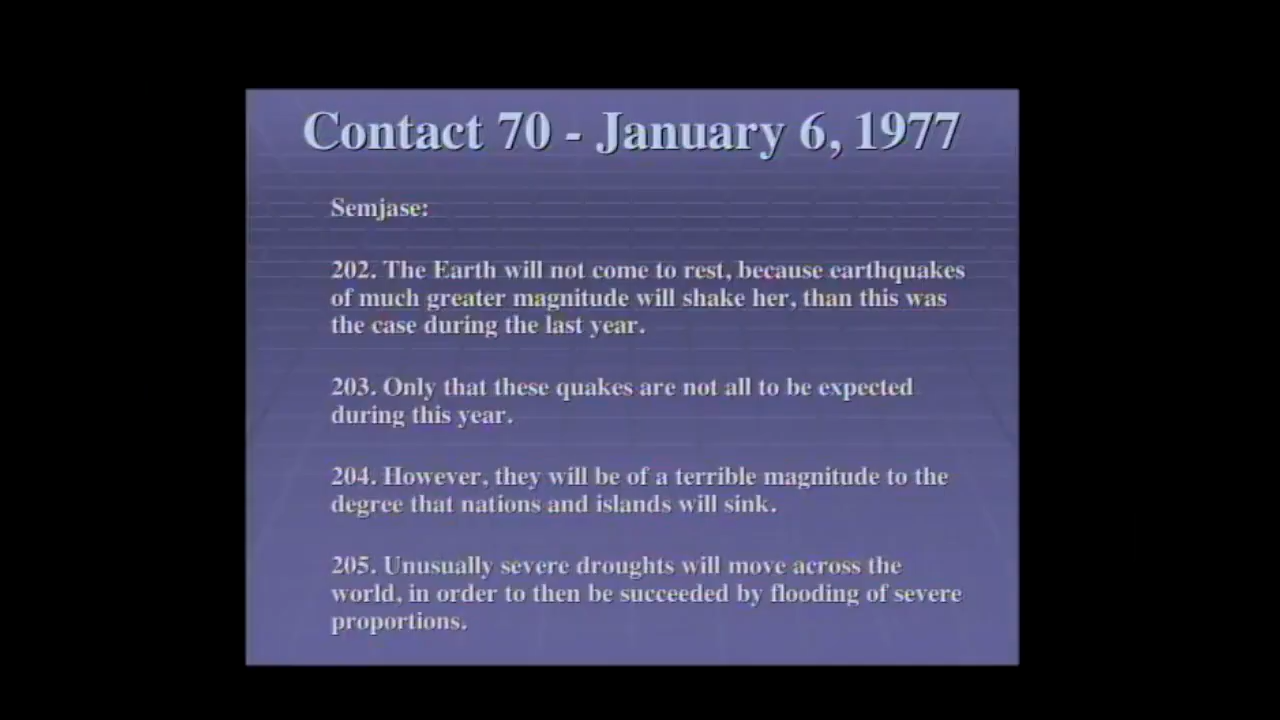 Contact 70 - January 6, 1977
Semjase:
202. The Earth will not come to rest, because earthquakes
of much greater magnitude will shake her, than this was
the case during the last year.
203. Only that these quakes are not all to be expected
during this year.
204. However, they will be of a terrible magnitude to the
degree that nations and islands will sink.
205. Unusually severe droughts will move across the
world, in order to then be succeeded by flooding of severe
proportions.